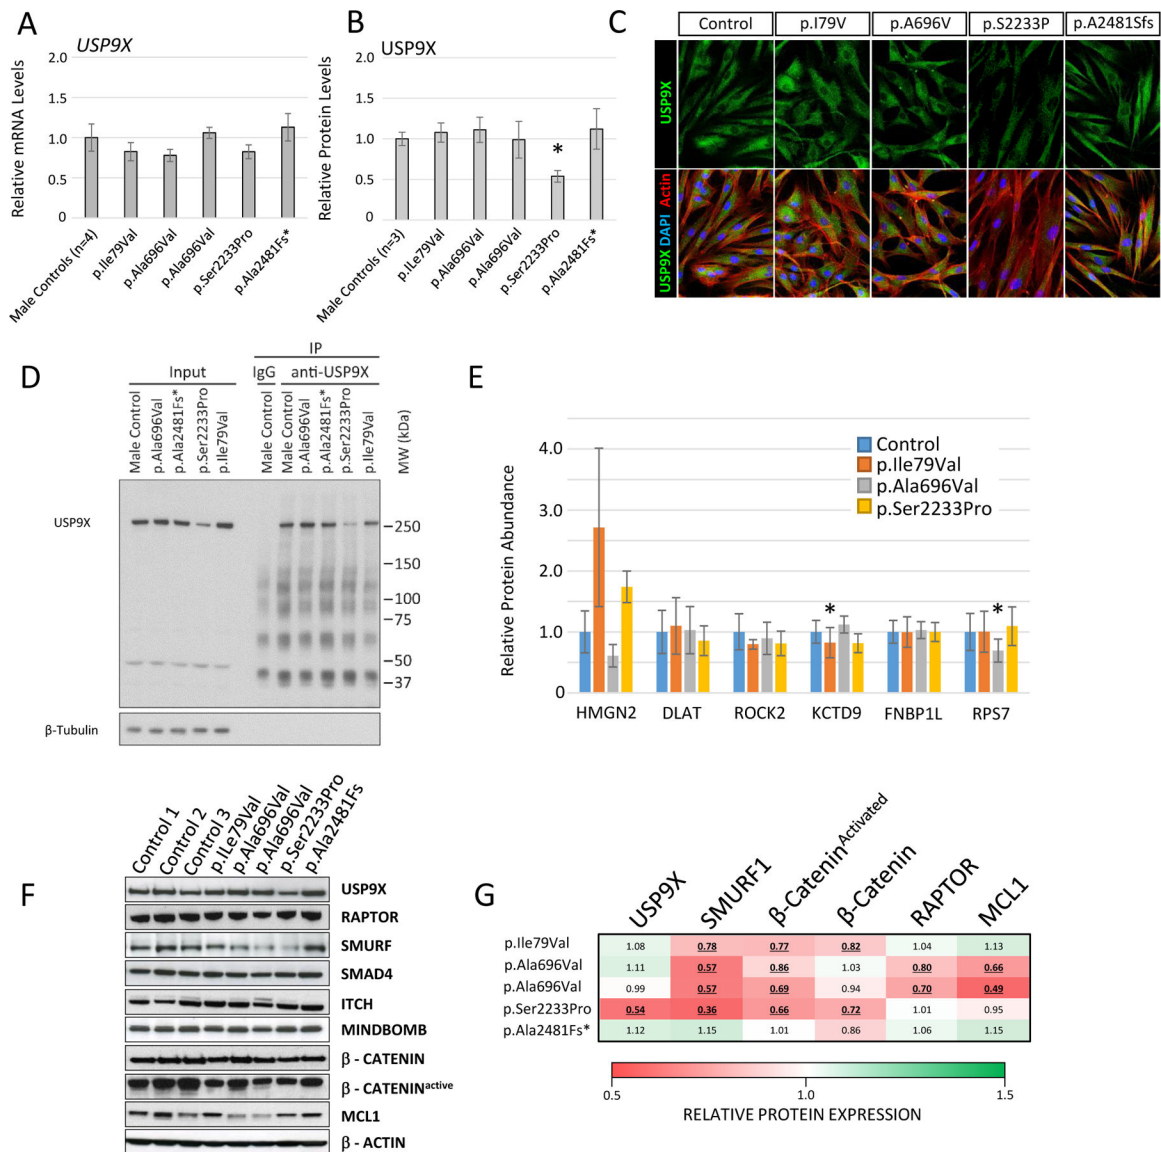 A
USP9X
Relative mRNA Levels
2.0
1.5
1.0
0.5
0
Male Controls (n=4)
p.Ile79Val
p.Ala696Val
p.Ala696Val
p.Ser2233Pro
p.Ala2481Fs*
B
USP9X
Relative Protein Levels
2.0
1.5
1.0
0.5
0
*
Male Controls (n=3)
p.Ile79Val
p.Ala696Val
p.Ala696Val
p.Ser2233Pro
p.Ala2481Fs*
C
Control
p.I79V
p.A696V
p.S2233P
p.A2481Sfs
USP9X
USP9X DAPI Actin
D
IP
Input
IgG
anti-USP9X
Male Control
p.Ala696Val
p.Ala2481Fs*
p.Ser2233Pro
p.Ile79Val
Male Control
Male Control
p.Ala696Val
p.Ala2481Fs*
p.Ser2233Pro
p.Ile79Val
MW (kDa)
USP9X
250
150
100
75
50
37
β-Tubulin
E
Relative Protein Abundance
4.0
3.0
2.0
1.0
0
Control
p.Ile79Val
p.Ala696Val
p.Ser2233Pro
*
*
HMGN2 DLAT ROCK2 KCTD9 FNBP1L RPS7
F
Control 1
Control 2
Control 3
p.ILe79Val
p.Ala696Val
p.Ala696Val
p.Ser2233Pro
p.Ala2481Fs
USP9X
RAPTOR
SMURF
SMAD4
ITCH
MINDBOMB
β - CATENIN
β - CATENINactive
MCL1
β - ACTIN
G
USP9X
SMURF1
β-CateninActivated
β-Catenin
RAPTOR
MCL1
p.Ile79Val 1.08 0.78 0.77 0.82 1.04 1.13
p.Ala696Val 1.11 0.57 0.86 1.03 0.80 0.66
p.Ala696Val 0.99 0.57 0.69 0.94 0.70 0.49
p.Ser2233Pro 0.54 0.36 0.66 0.72 1.01 0.95
p.Ala2481Fs* 1.12 1.15 1.01 0.86 1.06 1.15
0.5 1.0 1.5
RELATIVE PROTEIN EXPRESSION